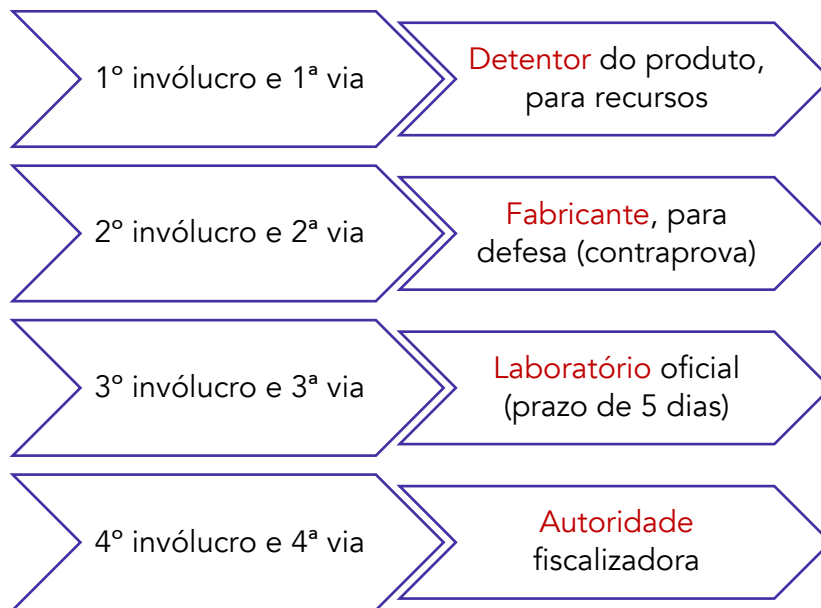 1º invólucro e 1ª via
Detentor do produto,
para recursos
2º invólucro e 2ª via
Fabricante, para
defesa (contraprova)
3º invólucro e 3ª via
Laboratório oficial
(prazo de 5 dias)
4º invólucro e 4ª via
Autoridade
fiscalizadora